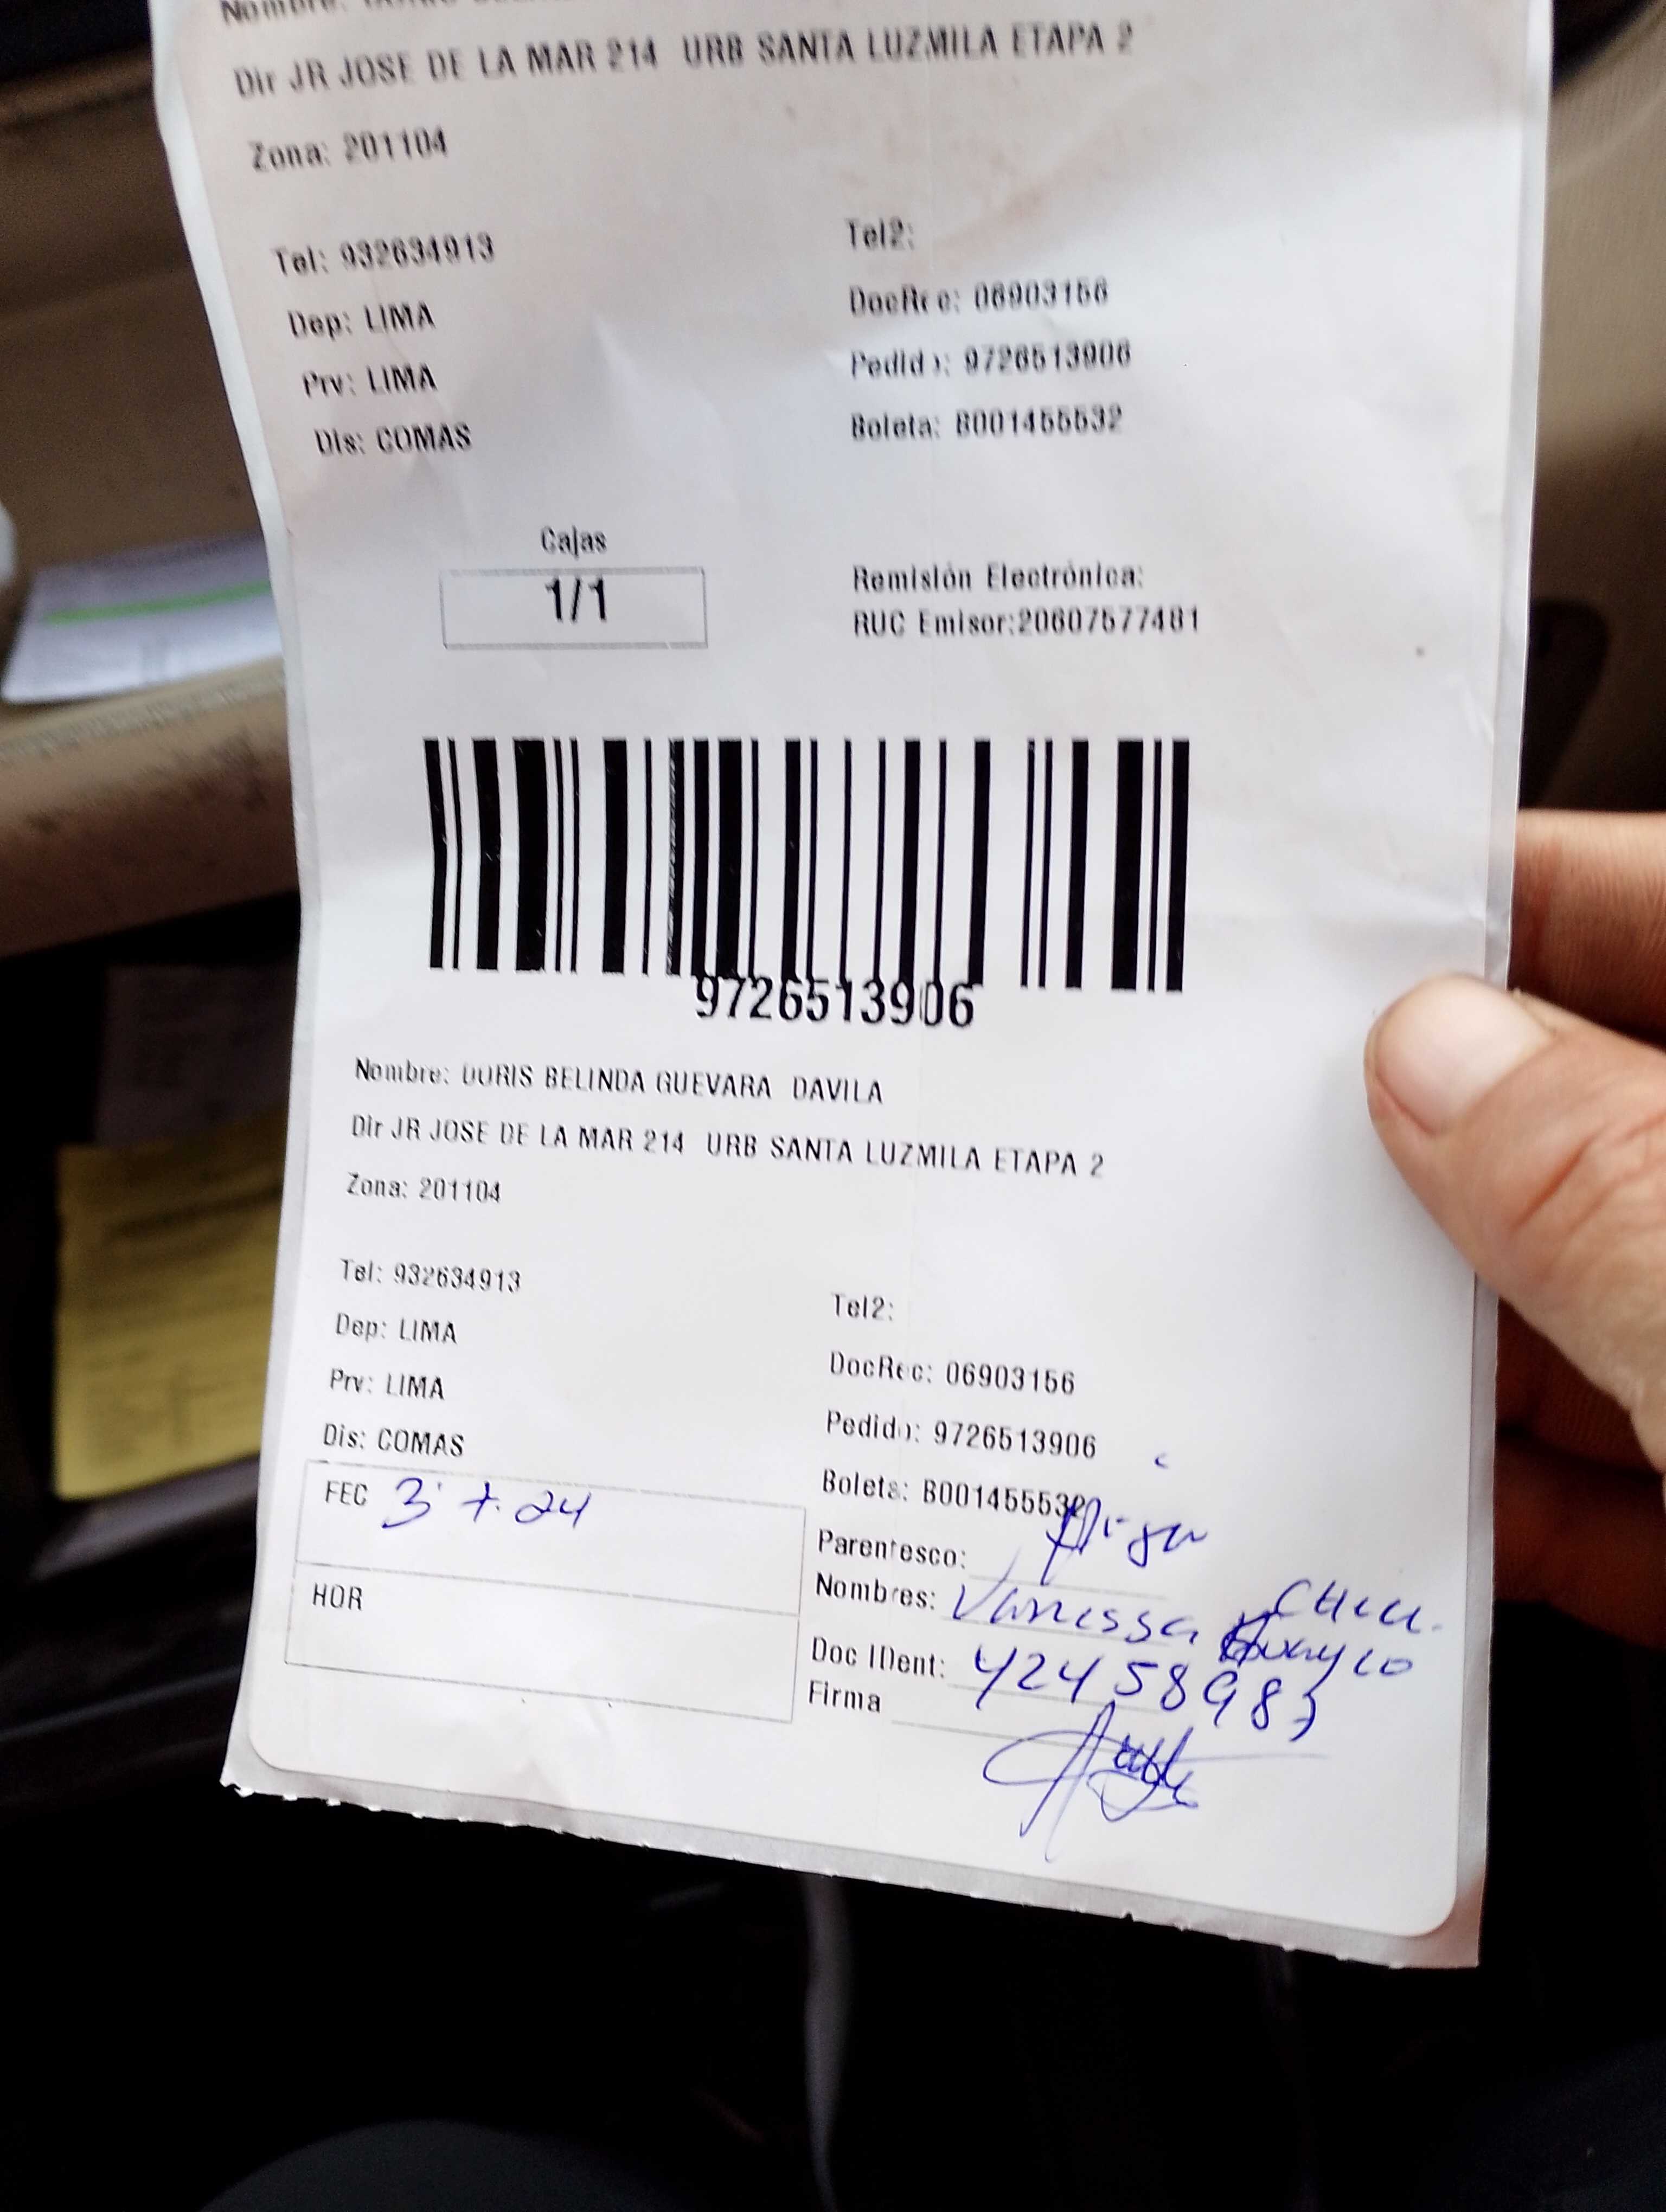 Nombre:
Dir JR JOSE DE LA MAR 214 URB SANTA LUZMILA ETAPA 2
Zona: 201104
Tel: 932634913
Tel2:
Dep: LIMA
DocRec: 06903156
Prv: LIMA
Pedido: 9726513906
Dis: COMAS
Boleta: B001455532
Cajas
1/1
Remisión Electrónica:
RUC Emisor:20607577481
9726513906
Nombre: DORIS BELINDA GUEVARA DAVILA
Dir JR JOSE DE LA MAR 214 URB SANTA LUZMILA ETAPA 2
Zona: 201104
Tel: 932634913
Tel2:
Dep: LIMA
DocRec: 06903156
Prv: LIMA
Pedido: 9726513906
Dis: COMAS
Boleta: B001455532
FEC 3 7. 24
Parentesco:
Nombres: Vanessa
HOR
Doc IDent: 42458983
Firma